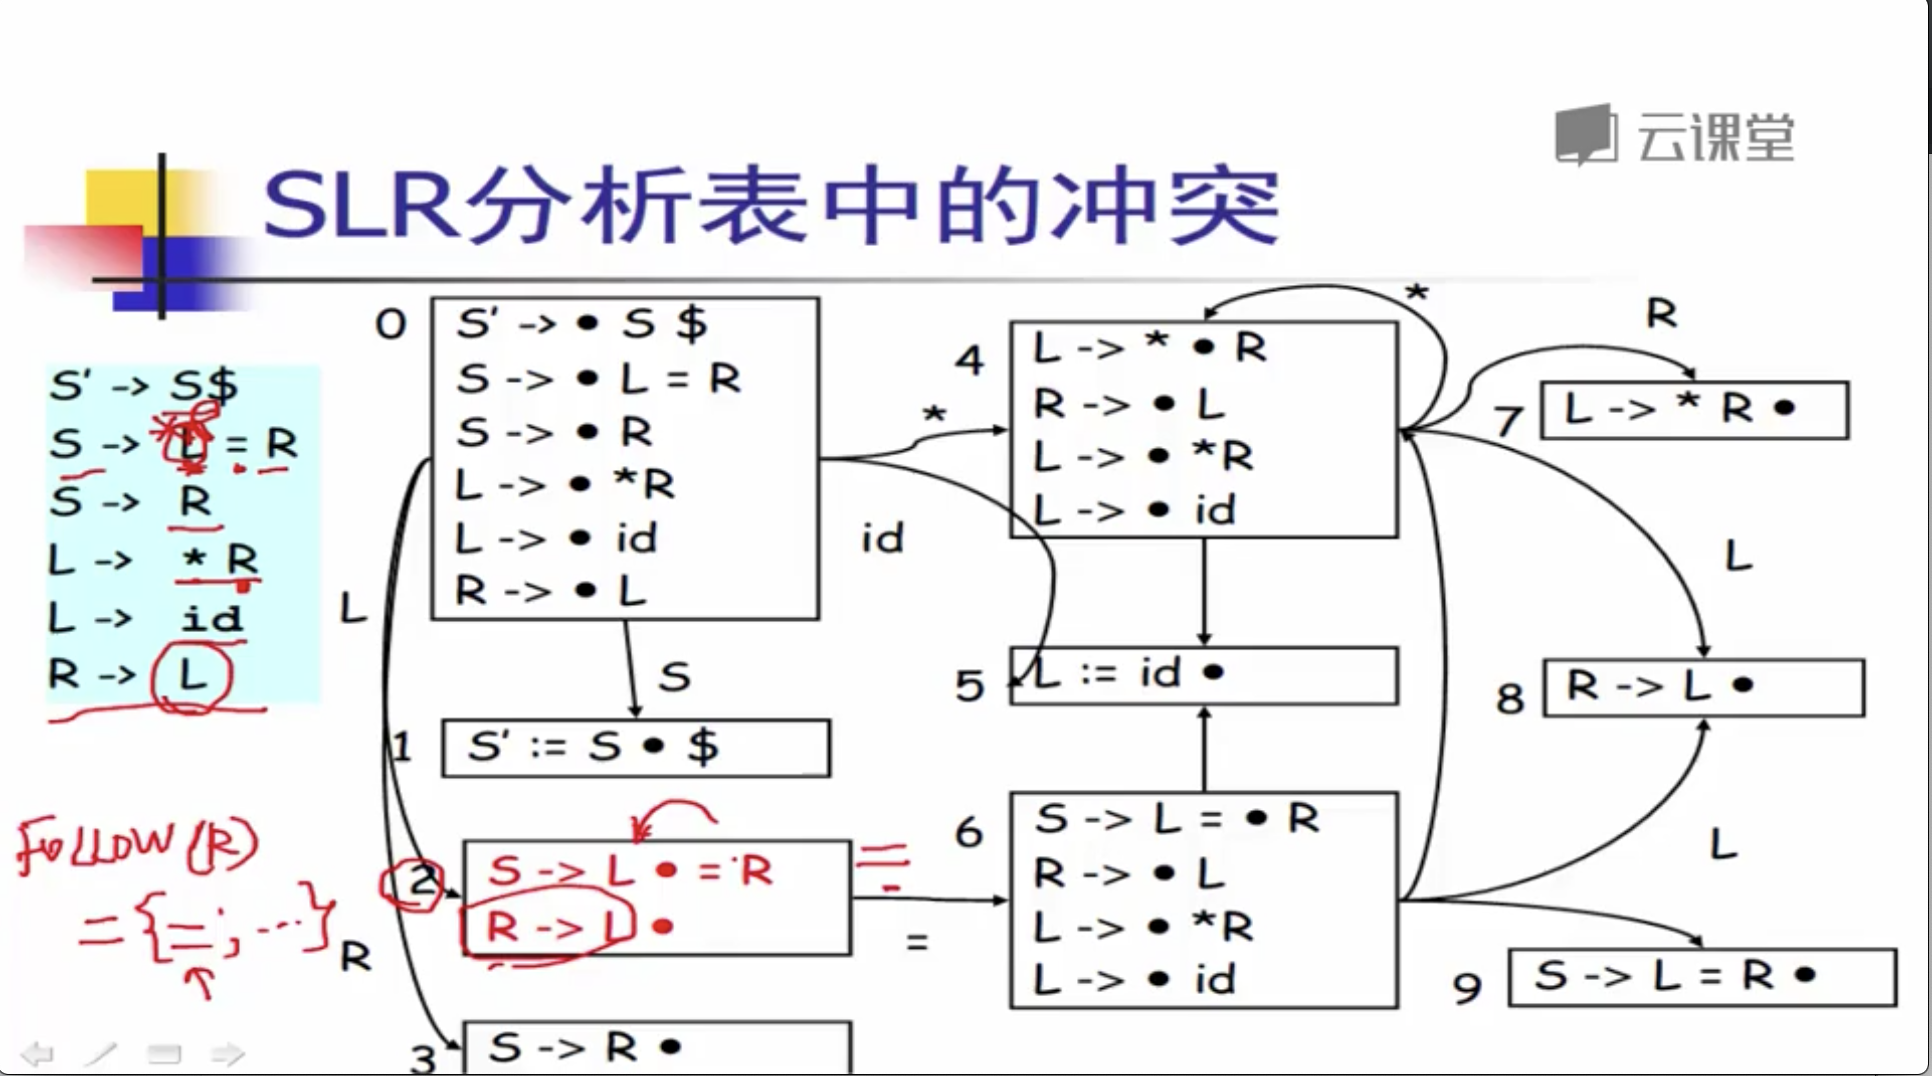 云课堂
SLR分析表中的冲突
S' -> S$
S -> L = R
S -> R
L -> * R
L -> id
R -> L
0
S' -> • S $
S -> • L = R
S -> • R
L -> • *R
L -> • id
R -> • L
*
id
L
S
1
S' := S • $
2
S -> L • = R
R -> L •
=
=
R
3
S -> R •
FOLLOW(R)
= {=, ...}
4
L -> * • R
R -> • L
L -> • *R
L -> • id
*
5
L := id •
6
S -> L = • R
R -> • L
L -> • *R
L -> • id
R
7
L -> * R •
L
8
R -> L •
L
9
S -> L = R •